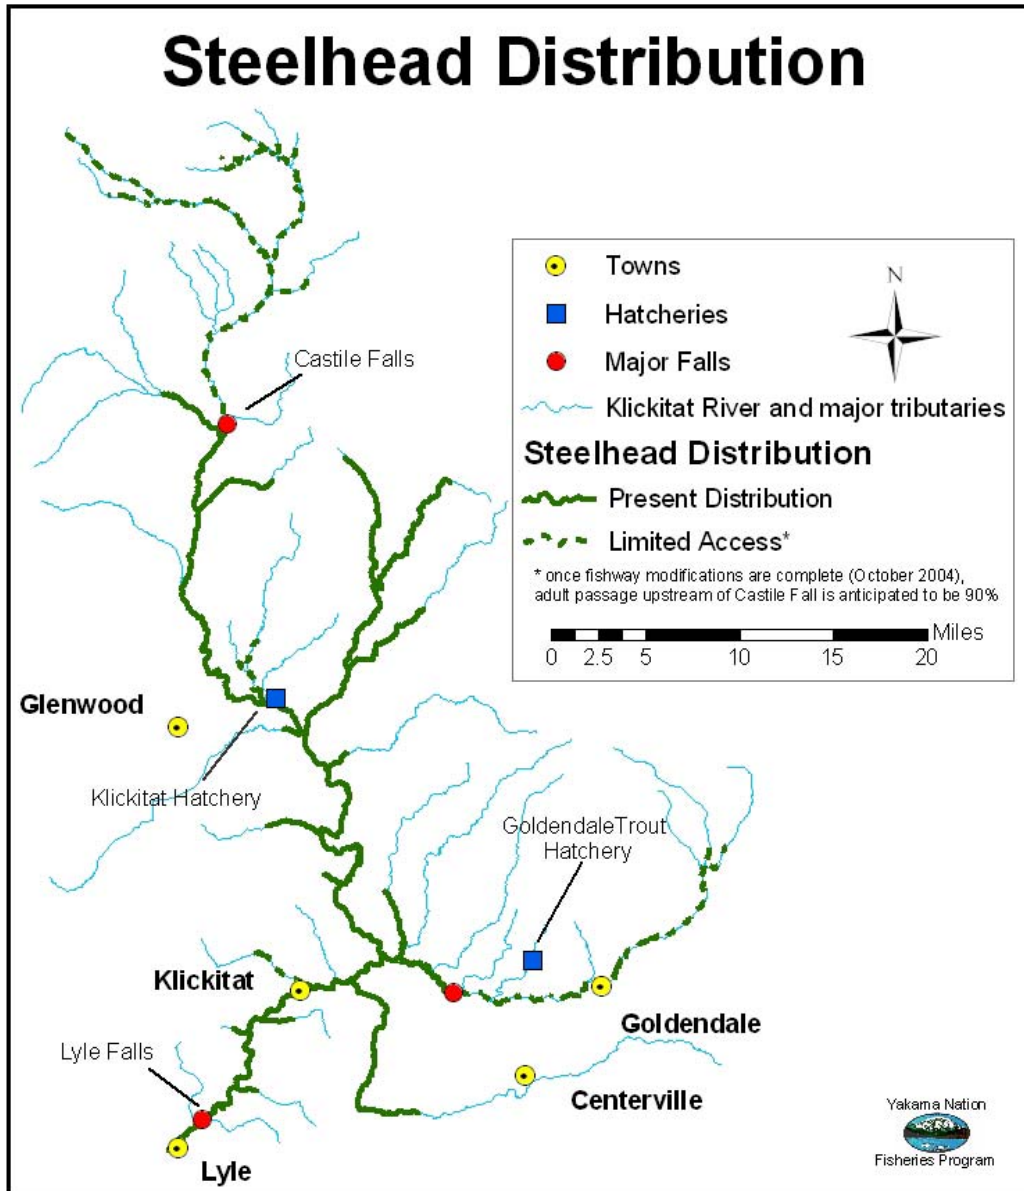 Steelhead Distribution
Towns
Hatcheries
Major Falls
N
Klickitat River and major tributaries
Steelhead Distribution
Present Distribution
Limited Access*
* once fishway modifications are complete (October 2004),
adult passage upstream of Castile Fall is anticipated to be 90%
Miles
0 2.5 5 10 15 20
Castile Falls
Glenwood
Klickitat Hatchery
GoldendaleTrout
Hatchery
Klickitat
Goldendale
Lyle Falls
Centerville
Lyle
Yakama Nation
Fisheries Program